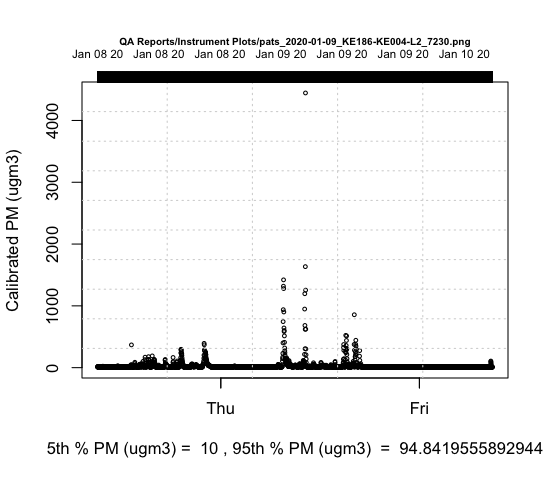 QA Reports/Instrument Plots/pats_2020-01-09_KE186-KE004-L2_7230.png
Jan 08 20 Jan 08 20 Jan 08 20 Jan 09 20 Jan 09 20 Jan 09 20 Jan 10 20
Calibrated PM (ugm3)
4000
3000
2000
1000
0
Thu Fri
5th % PM (ugm3) = 10 , 95th % PM (ugm3) = 94.8419555892944